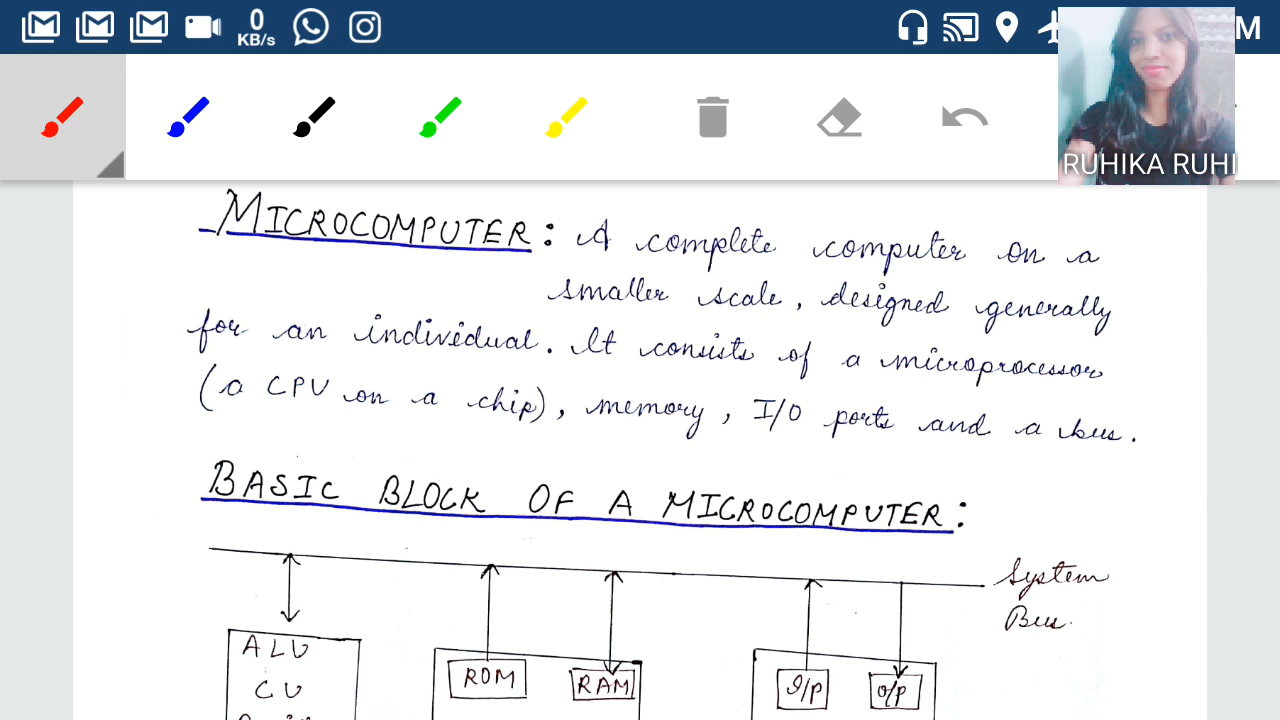 0
KB/s
M
RUHIKA RUHI
MICROCOMPUTER: A complete computer on a
smaller scale, designed generally
for an individual. It consists of a microprocessor
(a CPU on a chip), memory, I/O ports and a bus.
BASIC BLOCK OF A MICROCOMPUTER:
System
Bus.
ALU
CU
ROM
RAM
I/P
O/P